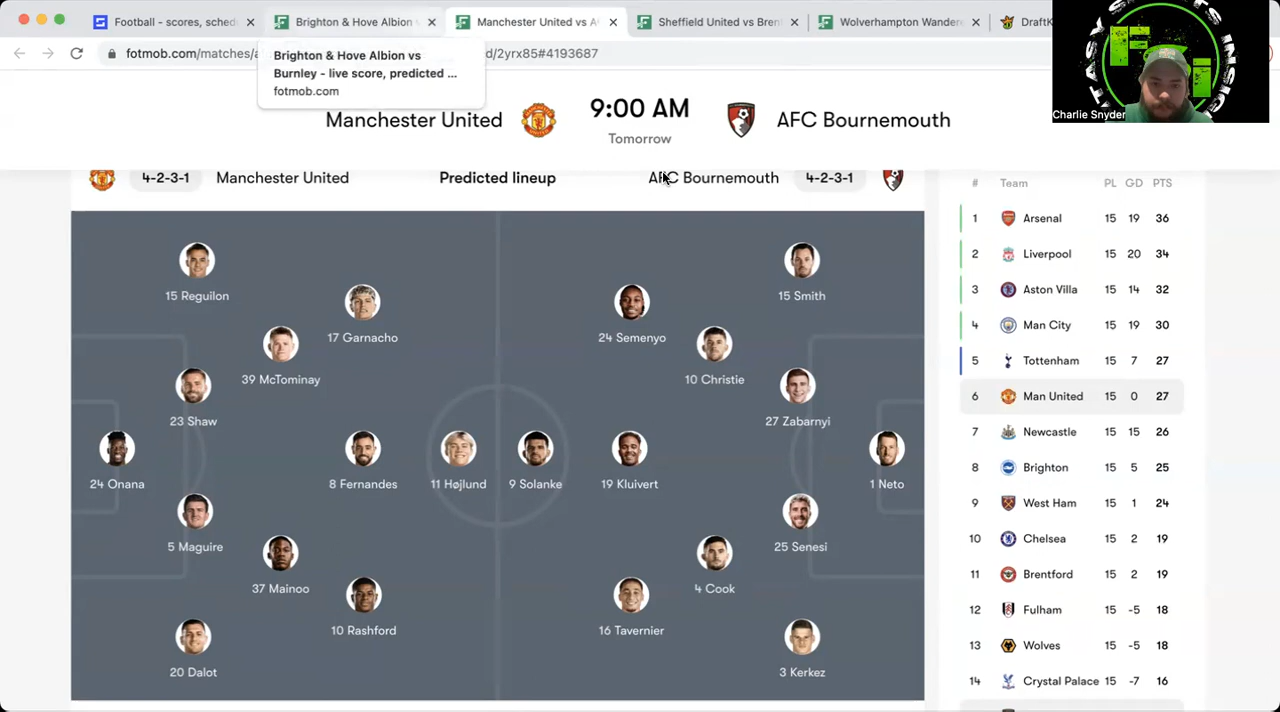 Football - scores, sched
Brighton & Hove Albion
Manchester United vs A
Sheffield United vs Bren
Wolverhampton Wander
DraftK
fotmob.com/matches/a
d/2yrx85#4193687
Brighton & Hove Albion vs
Burnley - live score, predicted ...
fotmob.com
Charlie Snyder
Manchester United
9:00 AM
Tomorrow
AFC Bournemouth
4-2-3-1
Manchester United
Predicted lineup
AFC Bournemouth
4-2-3-1
15 Reguilon
17 Garnacho
39 McTominay
23 Shaw
24 Onana
8 Fernandes
11 Højlund
5 Maguire
37 Mainoo
10 Rashford
20 Dalot
15 Smith
24 Semenyo
10 Christie
27 Zabarnyi
9 Solanke
19 Kluivert
1 Neto
25 Senesi
4 Cook
16 Tavernier
3 Kerkez
# Team PL GD PTS
1 Arsenal 15 19 36
2 Liverpool 15 20 34
3 Aston Villa 15 14 32
4 Man City 15 19 30
5 Tottenham 15 7 27
6 Man United 15 0 27
7 Newcastle 15 15 26
8 Brighton 15 5 25
9 West Ham 15 1 24
10 Chelsea 15 2 19
11 Brentford 15 2 19
12 Fulham 15 -5 18
13 Wolves 15 -5 18
14 Crystal Palace 15 -7 16